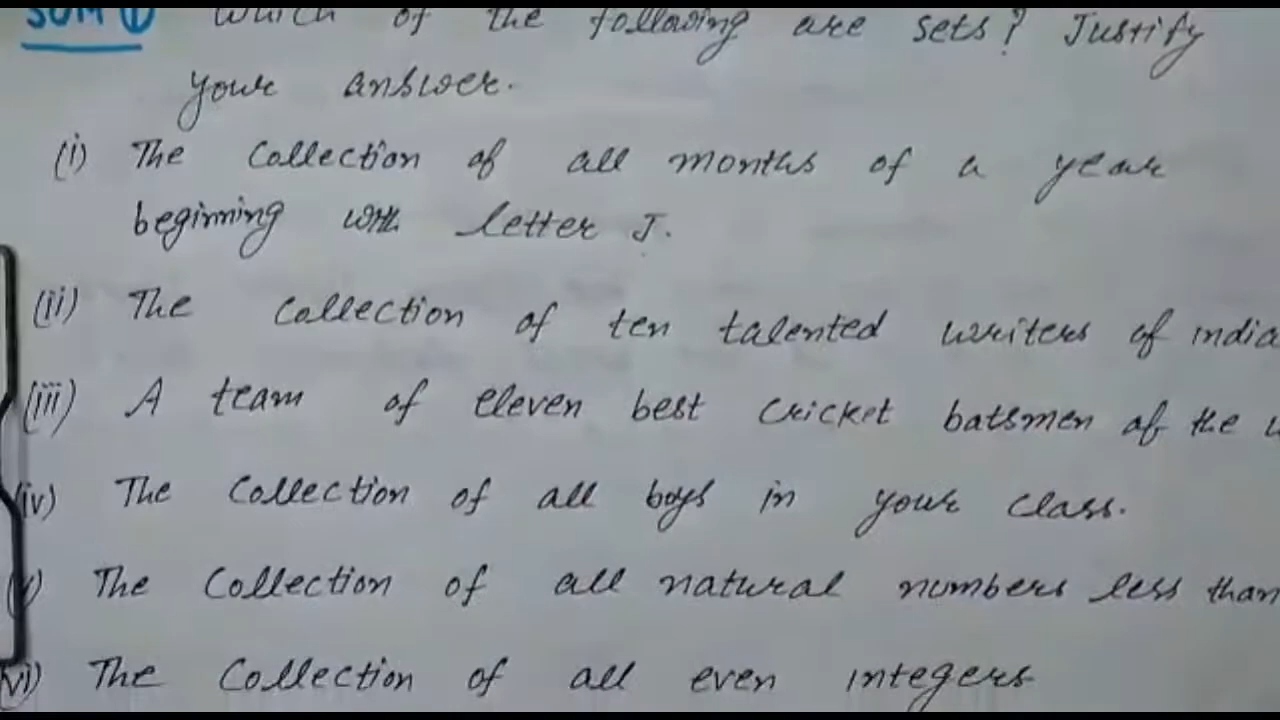 SUM ①
Which of the following are sets? Justify
your answer.
(i) The Collection of all months of a year
beginning with letter J.
(ii) The Collection of ten talented writers of india
(iii) A team of eleven best cricket batsmen of the
(iv) The Collection of all boys in your class.
(v) The Collection of all natural numbers less than
(vi) The Collection of all even integers